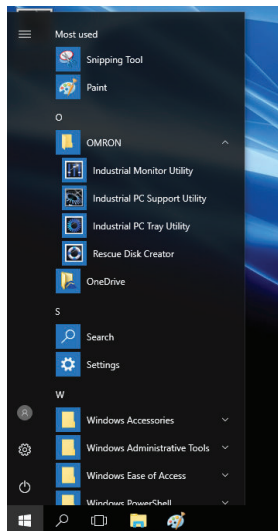 Most used
Snipping Tool
Paint
O
OMRON
Industrial Monitor Utility
Industrial PC Support Utility
Industrial PC Tray Utility
Rescue Disk Creator
OneDrive
S
Search
Settings
W
Windows Accessories
Windows Administrative Tools
Windows Ease of Access
Windows PowerShell